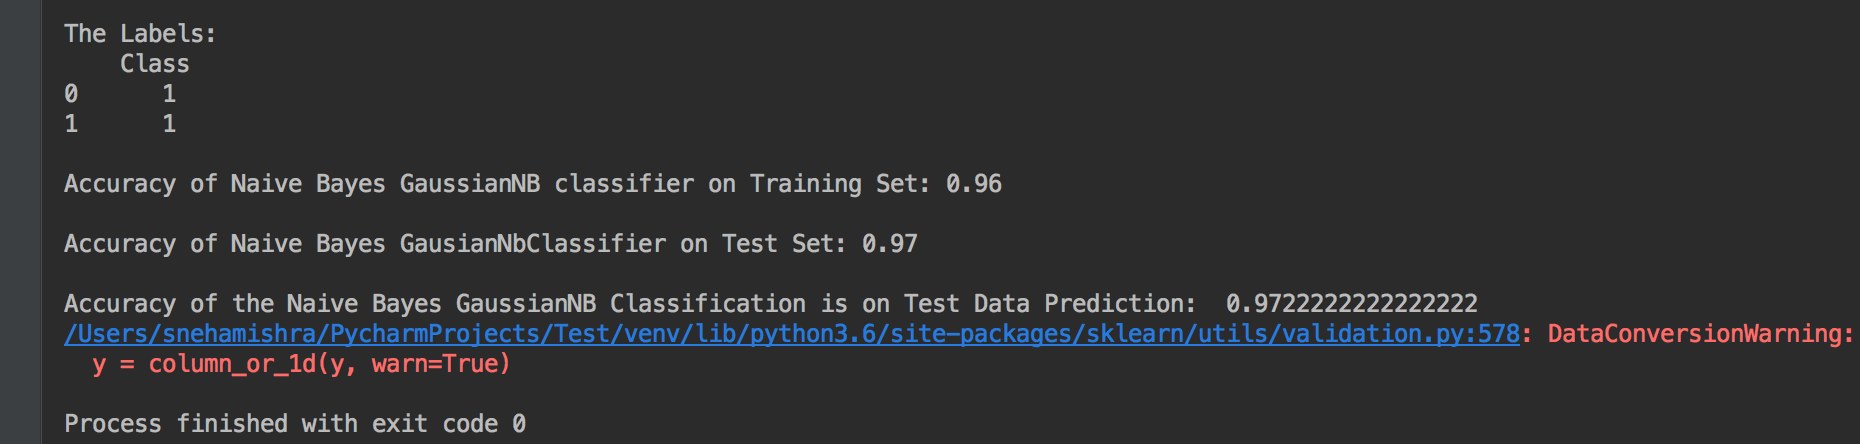 The Labels:
    Class
0      1
1      1
Accuracy of Naive Bayes GaussianNB classifier on Training Set: 0.96
Accuracy of Naive Bayes GausianNbClassifier on Test Set: 0.97
Accuracy of the Naive Bayes GaussianNB Classification is on Test Data Prediction:  0.9722222222222222
/Users/snehamishra/PycharmProjects/Test/venv/lib/python3.6/site-packages/sklearn/utils/validation.py:578: DataConversionWarning:
  y = column_or_1d(y, warn=True)
Process finished with exit code 0